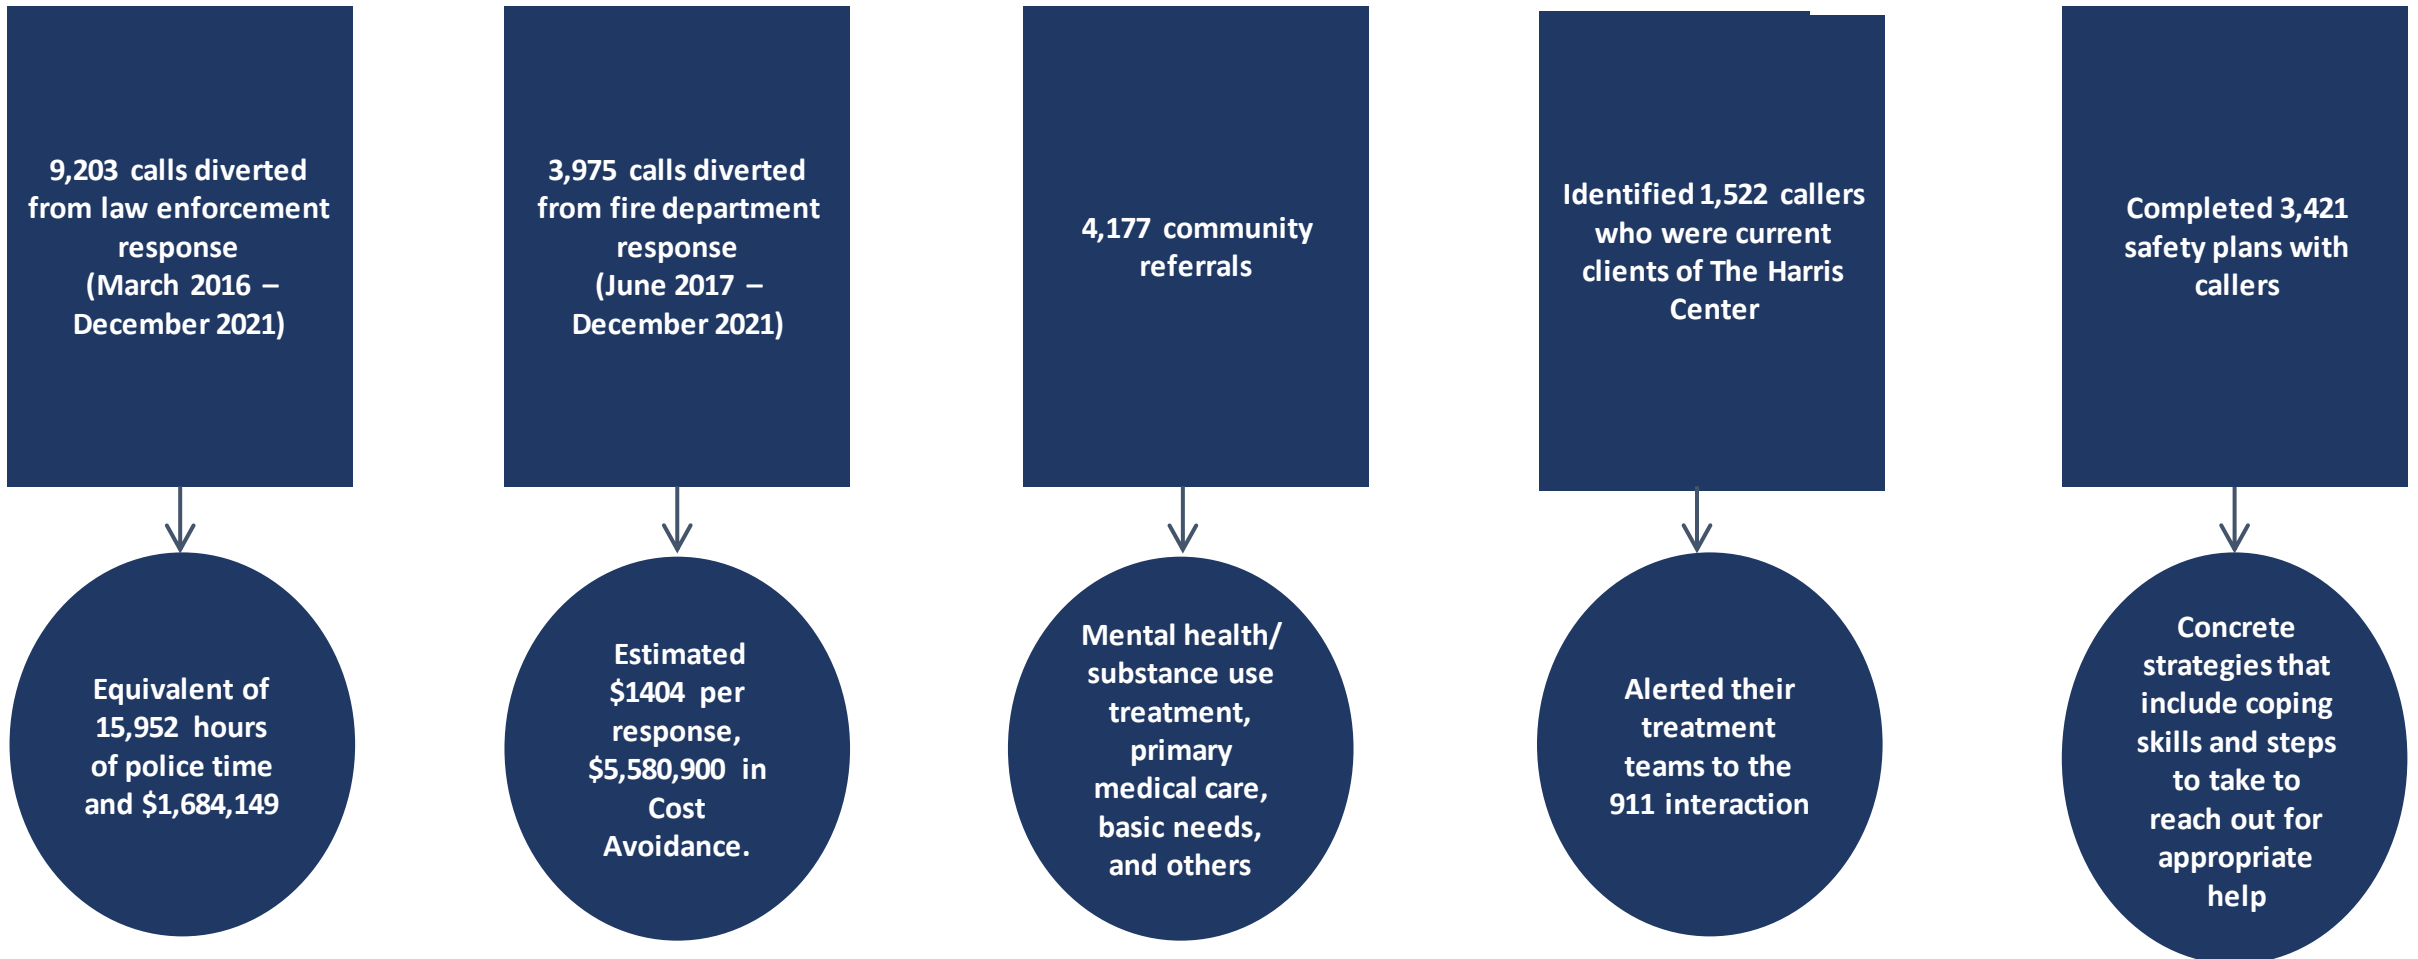 9,203 calls diverted
from law enforcement
response
(March 2016 –
December 2021)
Equivalent of
15,952 hours
of police time
and $1,684,149
3,975 calls diverted
from fire department
response
(June 2017 –
December 2021)
Estimated
$1404 per
response,
$5,580,900 in
Cost
Avoidance.
4,177 community
referrals
Mental health/
substance use
treatment,
primary
medical care,
basic needs,
and others
Identified 1,522 callers
who were current
clients of The Harris
Center
Alerted their
treatment
teams to the
911 interaction
Completed 3,421
safety plans with
callers
Concrete
strategies that
include coping
skills and steps
to take to
reach out for
appropriate
help